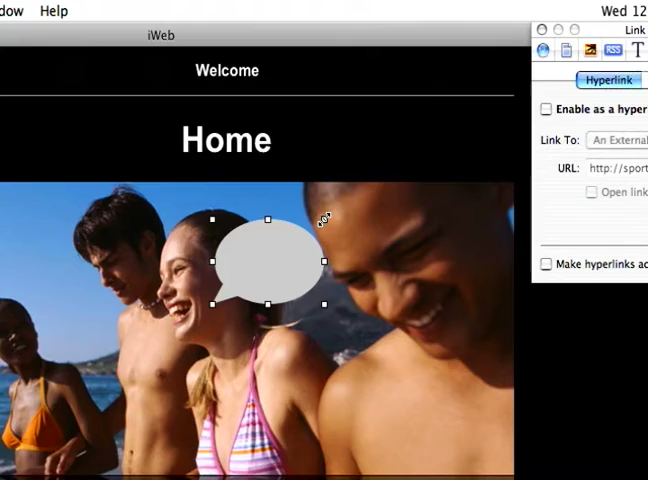 dow Help
Wed 12
iWeb
Link
Welcome
RSS
T
Hyperlink
Home
Enable as a hyper
Link To: An External
URL: http://sport
Open link
Make hyperlinks ac